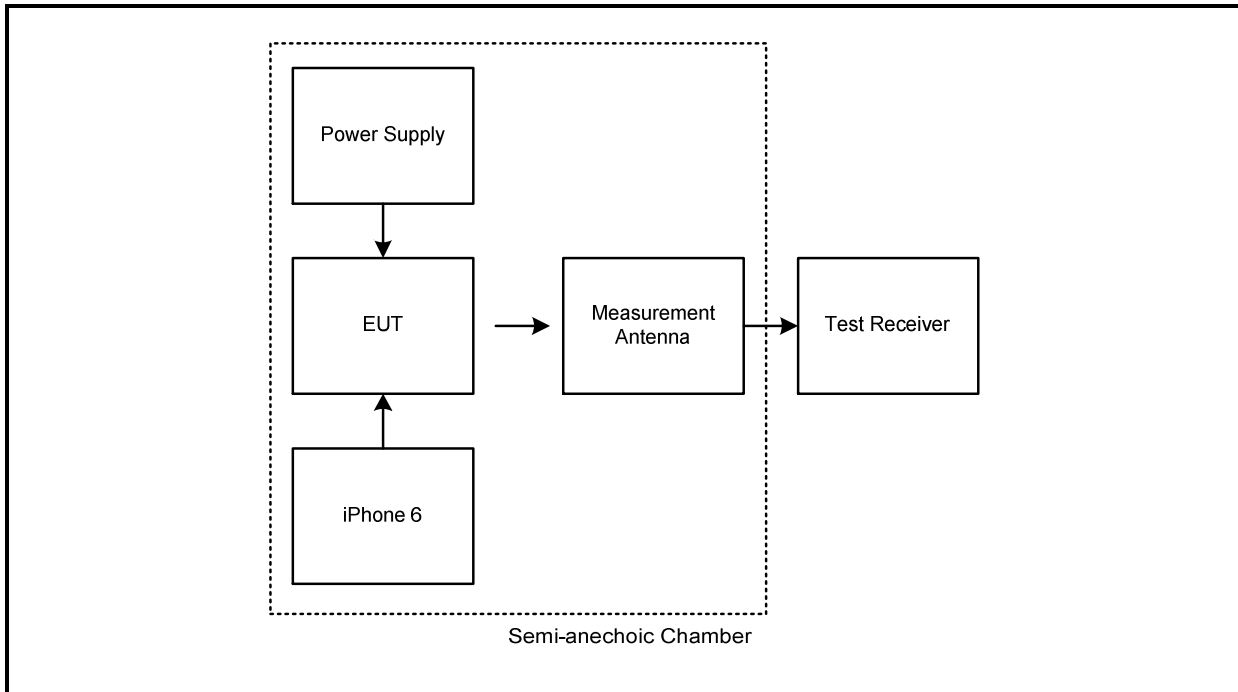 Power Supply
EUT
Measurement
Antenna
Test Receiver
iPhone 6
Semi-anechoic Chamber